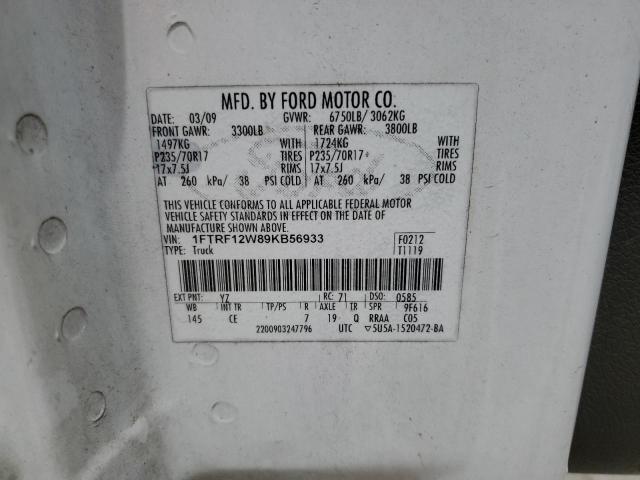 MFD. BY FORD MOTOR CO.
DATE: 03/09 GVWR: 6750LB/ 3062KG
FRONT GAWR: 3300LB REAR GAWR: 3800LB
1497KG WITH 1724KG WITH
P235/70R17 TIRES P235/70R17 TIRES
17x7.5J RIMS 17x7.5J RIMS
AT 260 kPa/ 38 PSI COLD AT 260 kPa/ 38 PSI COLD
THIS VEHICLE CONFORMS TO ALL APPLICABLE FEDERAL MOTOR
VEHICLE SAFETY STANDARDS IN EFFECT ON THE DATE OF
MANUFACTURE SHOWN ABOVE.
VIN: 1FTRF12W89KB56933 F0212
TYPE: Truck T1119
EXT PNT: YZ RC: 71 DSO: 0585
WB INT TR TP/PS R AXLE TR SPR 9F616
145 CE 7 19 Q RRAA C05
2200903247796 UTC ▽5U5A-1520472-BA